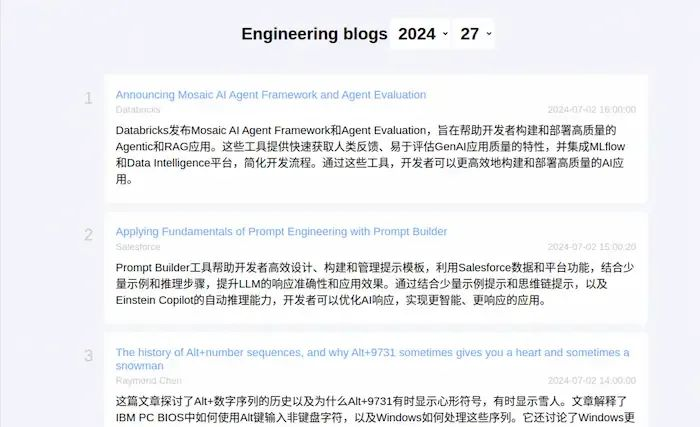 Engineering blogs 2024 27
1
Announcing Mosaic AI Agent Framework and Agent Evaluation
Databricks 2024-07-02 16:00:00
Databricks发布Mosaic AI Agent Framework和Agent Evaluation，旨在帮助开发者构建和部署高质量的
Agentic和RAG应用。这些工具提供快速获取人类反馈、易于评估GenAI应用质量的特性，并集成MLflow
和Data Intelligence平台，简化开发流程。通过这些工具，开发者可以更高效地构建和部署高质量的AI应
用。
2
Applying Fundamentals of Prompt Engineering with Prompt Builder
Salesforce 2024-07-02 15:00:20
Prompt Builder工具帮助开发者高效设计、构建和管理提示模板，利用Salesforce数据和平台功能，结合少
量示例和推理步骤，提升LLM的响应准确性和应用效果。通过结合少量示例提示和思维链提示，以及
Einstein Copilot的自动推理能力，开发者可以优化AI响应，实现更智能、更响应的应用。
3
The history of Alt+number sequences, and why Alt+9731 sometimes gives you a heart and sometimes a
snowman
Raymond Chen 2024-07-02 14:00:00
这篇文章探讨了Alt+数字序列的历史以及为什么Alt+9731有时显示心形符号，有时显示雪人。文章解释了
IBM PC BIOS中如何使用Alt键输入非键盘字符，以及Windows如何处理这些序列。它还讨论了Windows更